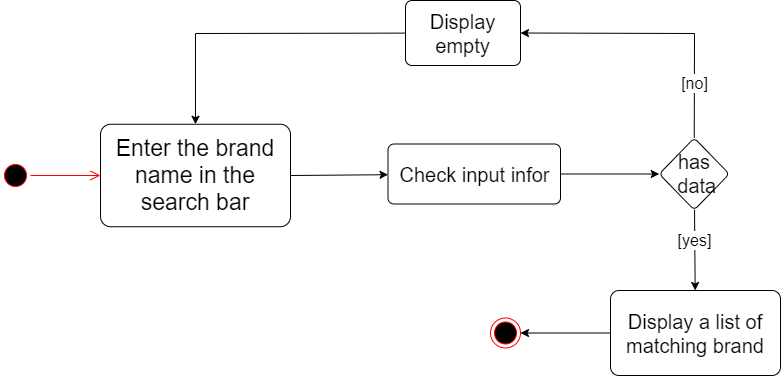 Display
empty
[no]
Enter the brand
name in the
search bar
Check input infor
has
data
[yes]
Display a list of
matching brand